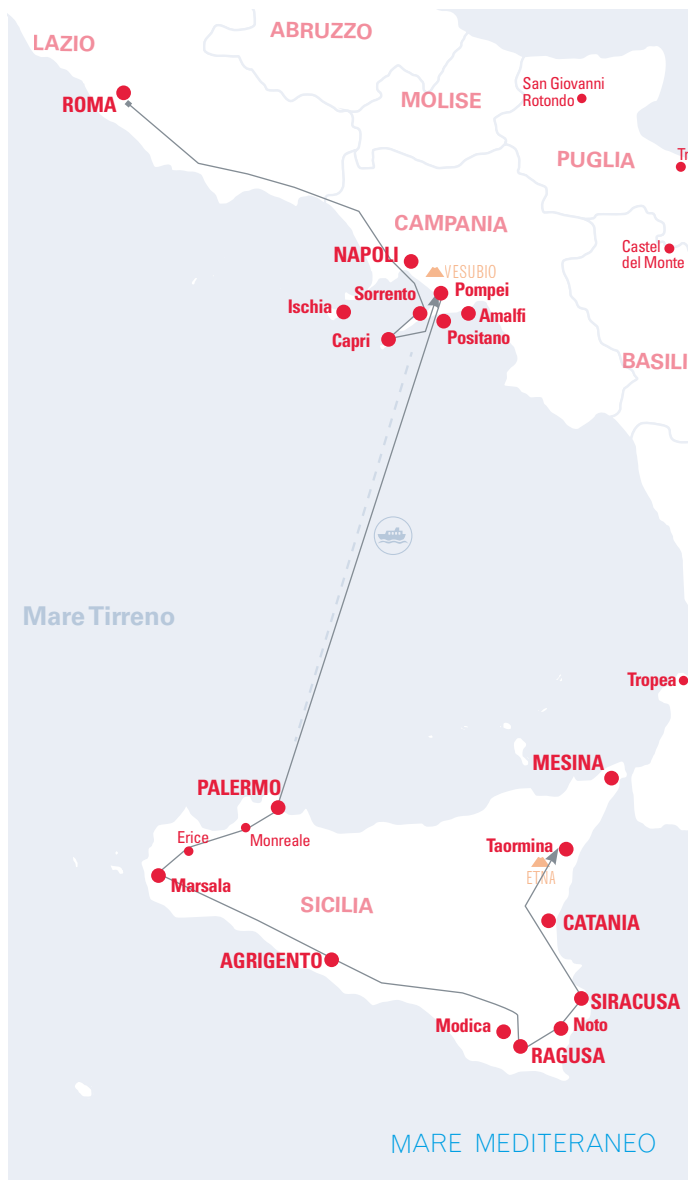 LAZIO
ABRUZZO
ROMA
MOLISE
San Giovanni
Rotondo
PUGLIA
Tr
CAMPANIA
NAPOLI
VESUBIO
Castel
del Monte
Pompei
Sorrento
Ischia
Amalfi
Capri
Positano
BASILI
Mare Tirreno
Tropea
MESINA
PALERMO
Erice
Monreale
Taormina
ETNA
Marsala
SICILIA
CATANIA
AGRIGENTO
SIRACUSA
Modica
Noto
RAGUSA
MARE MEDITERANEO